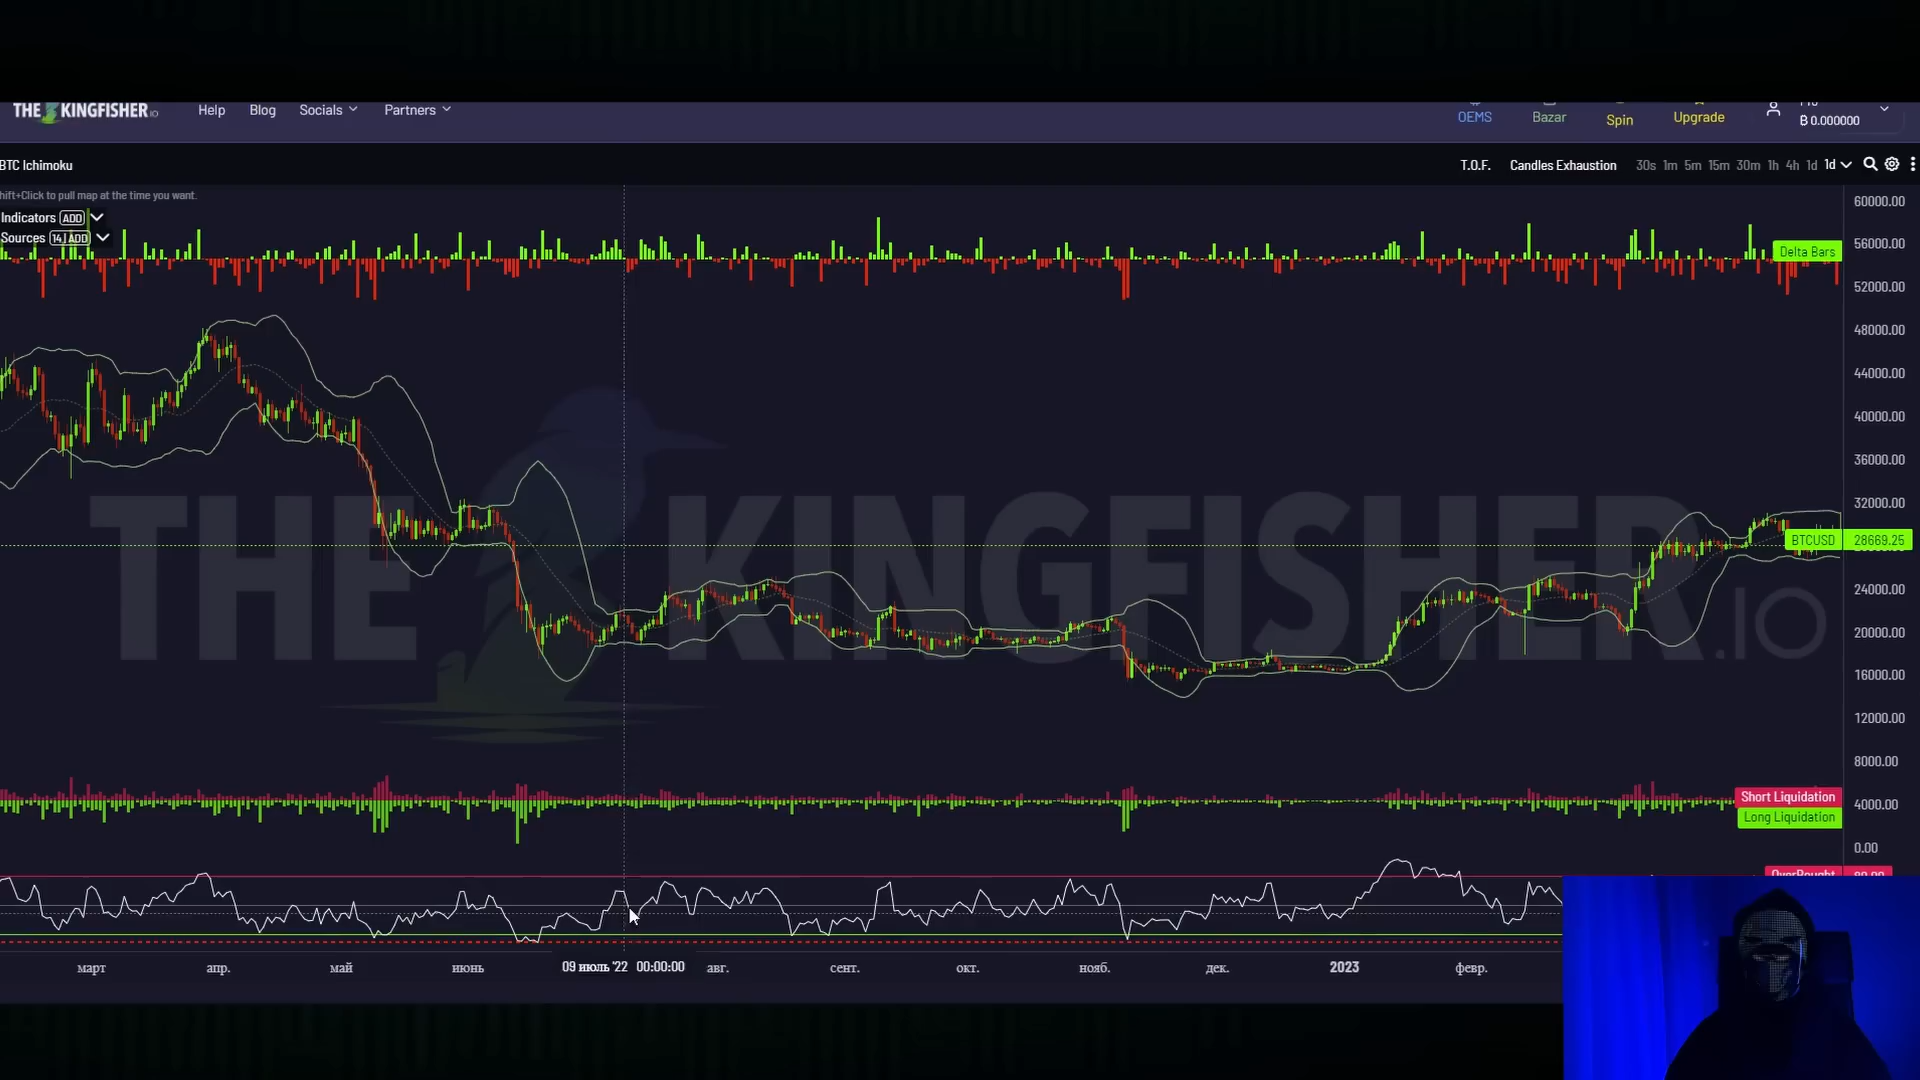 THE KINGFISHER.IO Help Blog Socials Partners OEMS Bazar Spin Upgrade
฿ 0.000000
BTC Ichimoku T.O.F. Candles Exhaustion 30s 1m 5m 15m 30m 1h 4h 1d 1d
hift+Click to pull map at the time you want.
Indicators ADD
Sources 14 | ADD
Delta Bars
60000.00
56000.00
52000.00
48000.00
44000.00
40000.00
36000.00
32000.00
BTCUSD 28669.25
24000.00
20000.00
16000.00
12000.00
8000.00
4000.00
0.00
THE KINGFISHER.IO
Short Liquidation
Long Liquidation
OverBought 80.00
март апр. май июнь 09 июль '22 00:00:00 авг. сент. окт. нояб. дек. 2023 февр.